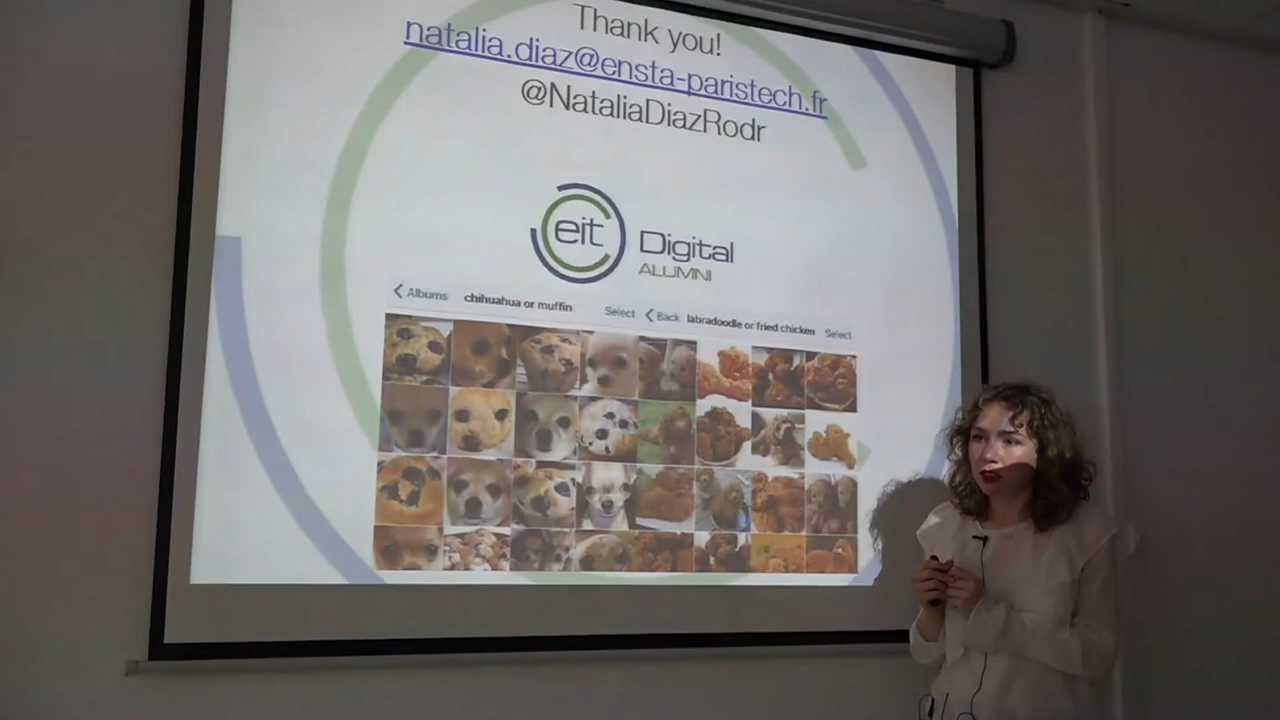 Thank you!
natalia.diaz@ensta-paristech.fr
@NataliaDiazRodr
eit Digital
ALUMNI
Albums chihuahua or muffin Select Back labradoodle or fried chicken Select